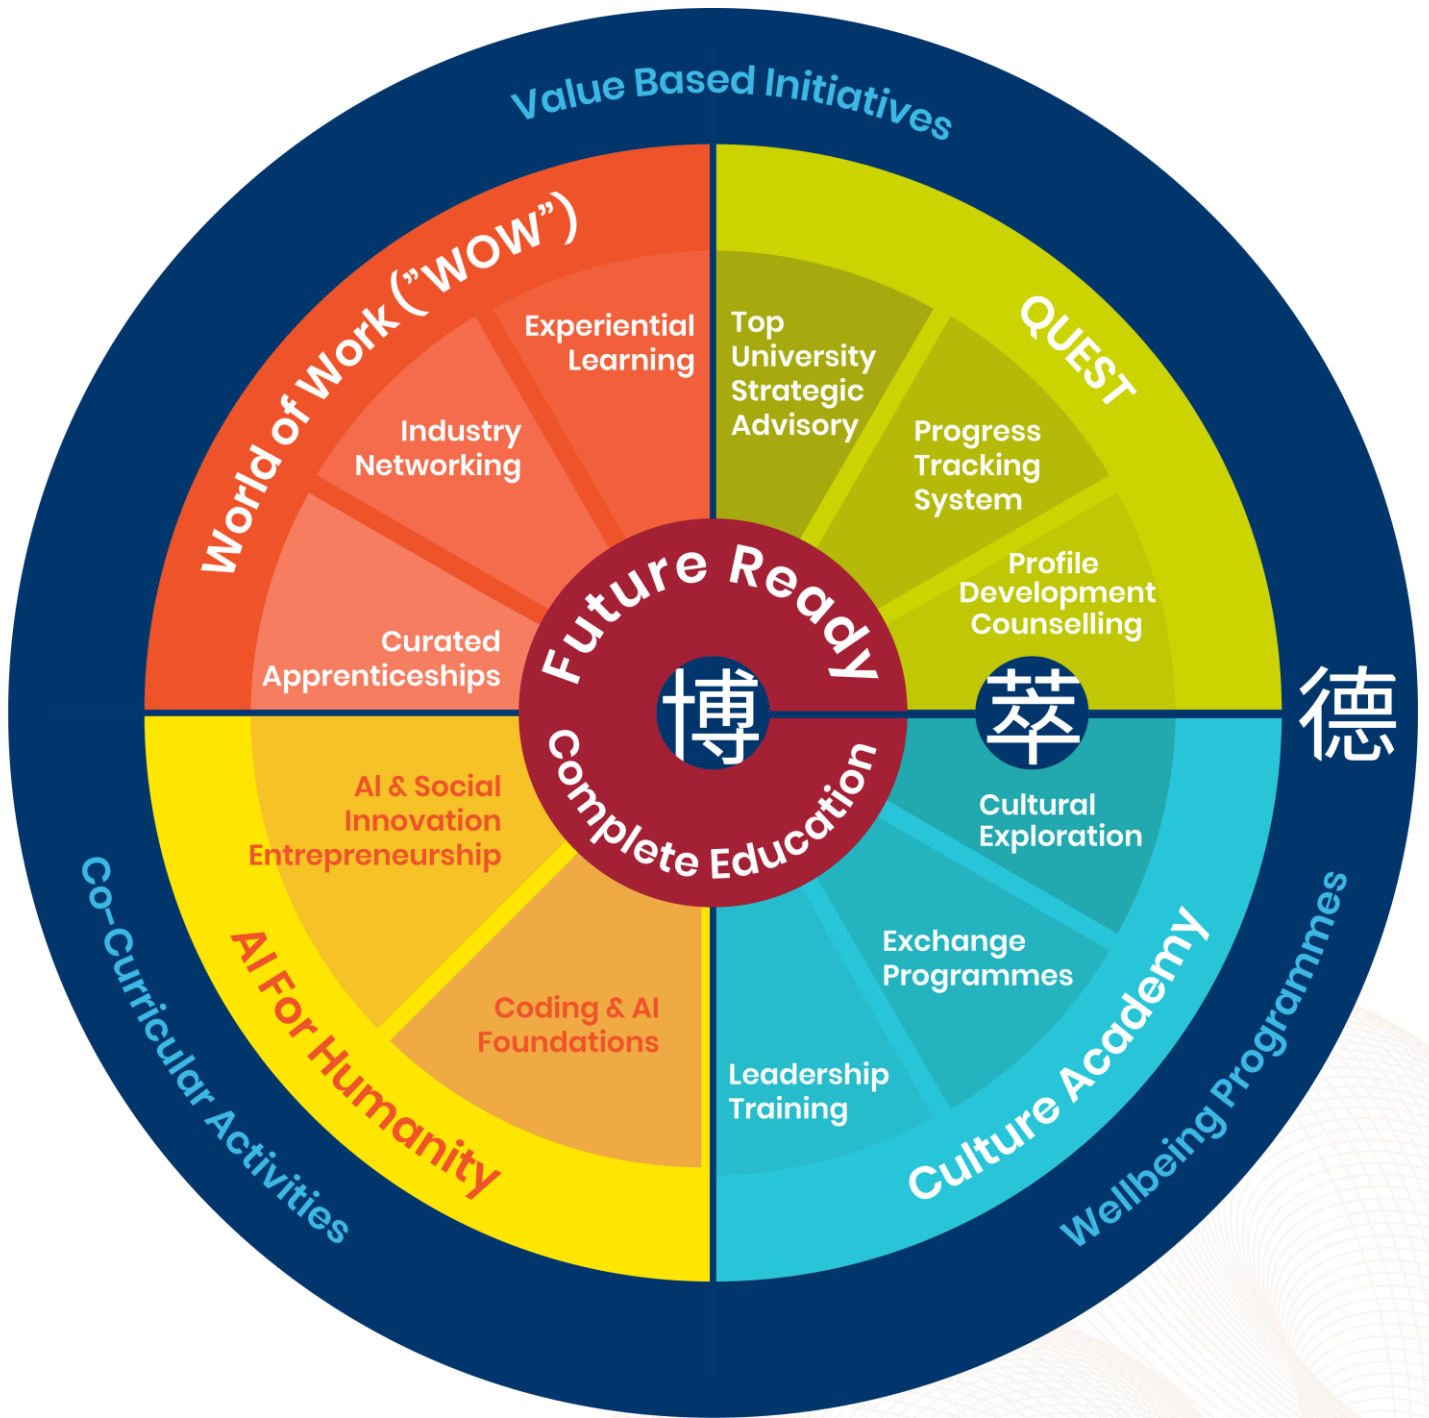 Value Based Initiatives
World of Work (”WOW”)
Experiential
Learning
Industry
Networking
Curated
Apprenticeships
QUEST
Top
University
Strategic
Advisory
Progress
Tracking
System
Profile
Development
Counselling
Future Ready
博
萃
德
Complete Education
AI & Social
Innovation
Entrepreneurship
Coding & AI
Foundations
AI For Humanity
Cultural
Exploration
Exchange
Programmes
Leadership
Training
Culture Academy
Co-Curricular Activities
Wellbeing Programmes